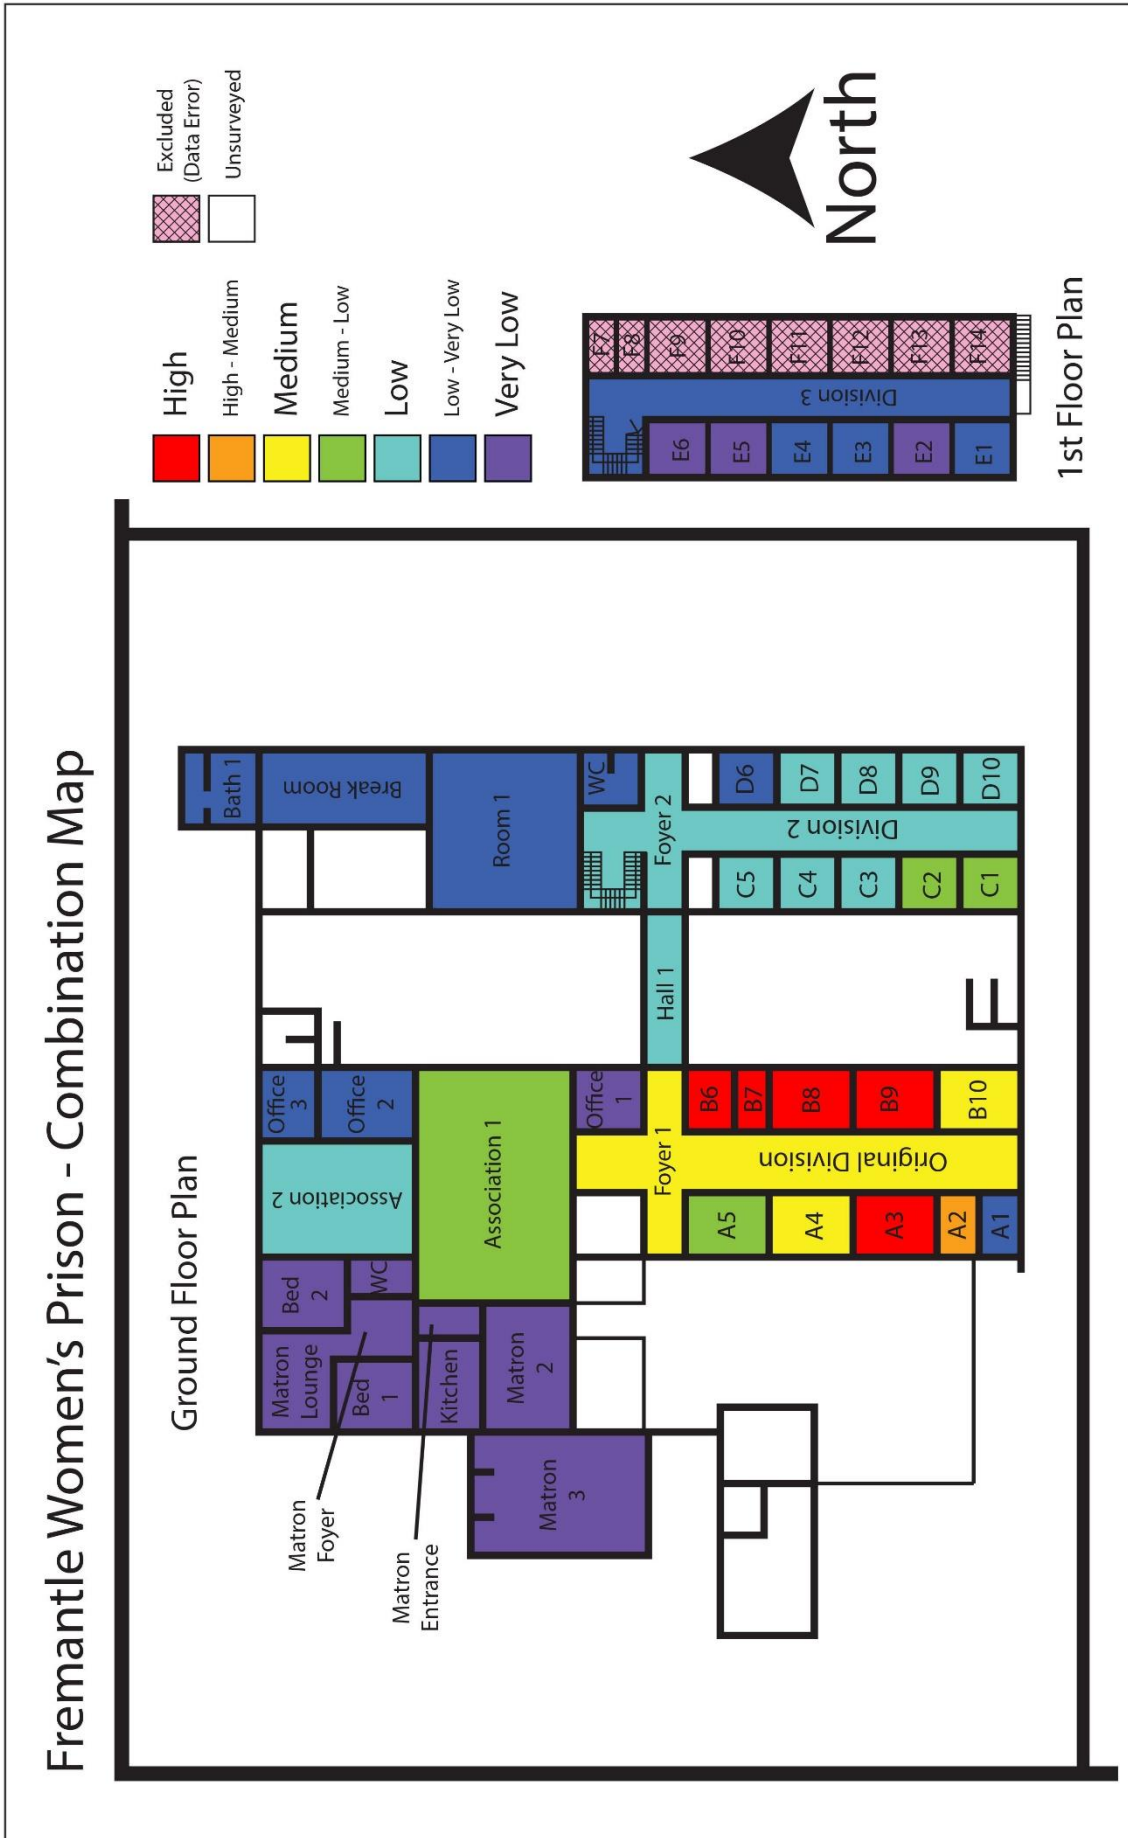 Fremantle Women's Prison - Combination Map
Ground Floor Plan
Matron
Foyer
Matron
Entrance
Matron
Lounge
Bed
2
WC
Bed
1
Kitchen
Matron
2
Matron
3
Association 2
Office
3
Office
2
Association 1
Office
1
Foyer 1
Original Division
A5
A4
A3
A2
A1
B6
B7
B8
B9
B10
Hall 1
Bath 1
Break Room
Room 1
WC
Foyer 2
Division 2
C5
C4
C3
C2
C1
D6
D7
D8
D9
D10
High
High - Medium
Medium
Medium - Low
Low
Low - Very Low
Very Low
Excluded
(Data Error)
Unsurveyed
E6
E5
E4
E3
E2
E1
Division 3
F7
F8
F9
F10
F11
F12
F13
F14
1st Floor Plan
North